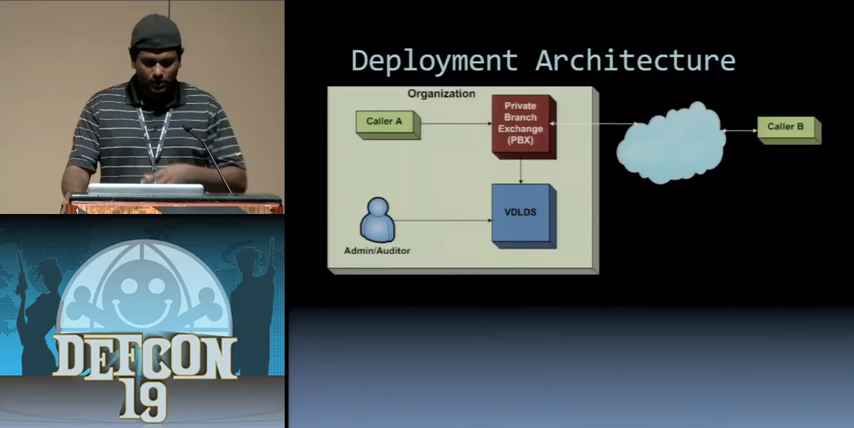 Deployment Architecture
Organization
Caller A
Private
Branch
Exchange
(PBX)
Caller B
VDLDS
Admin/Auditor
DEFCON
19